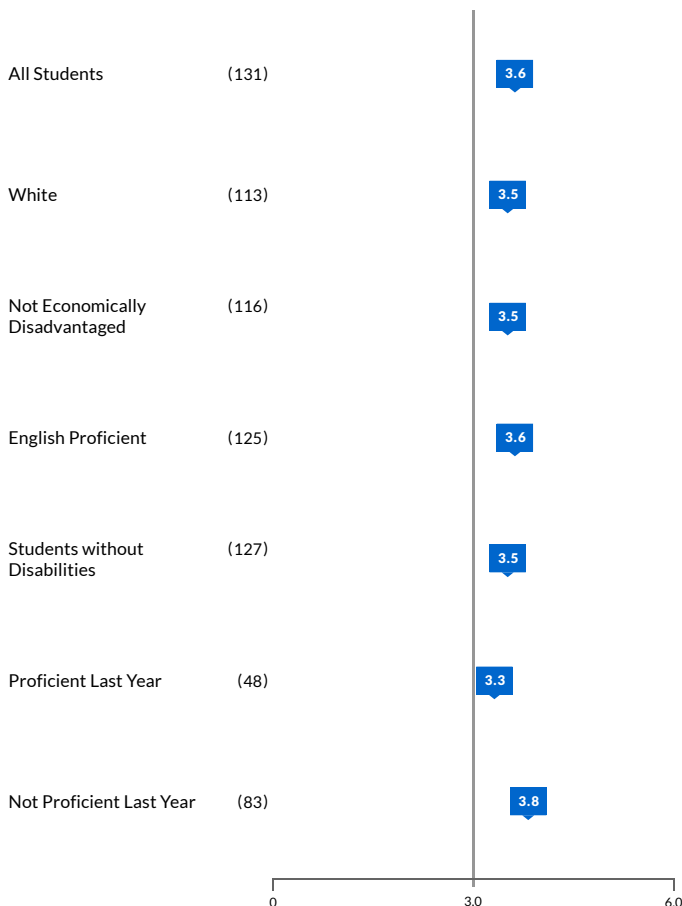 All Students (131) 3.6
White (113) 3.5
Not Economically (116) 3.5
Disadvantaged
English Proficient (125) 3.6
Students without (127) 3.5
Disabilities
Proficient Last Year (48) 3.3
Not Proficient Last Year (83) 3.8
0 3.0 6.0